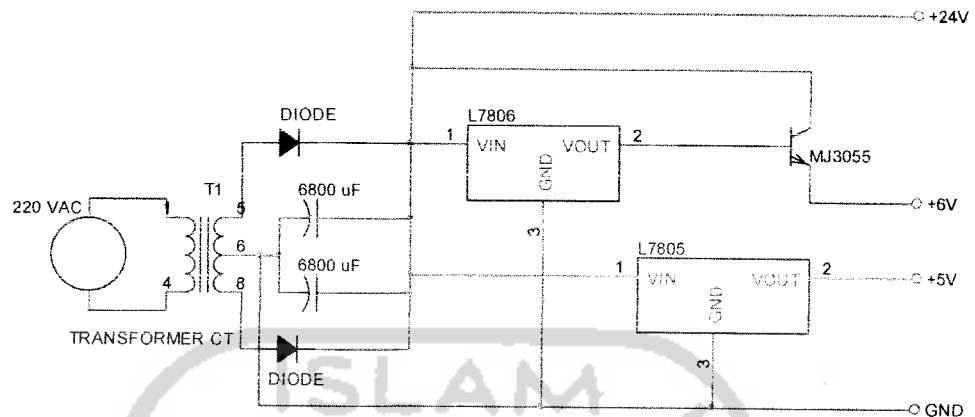 +24V
DIODE
L7806
1 VIN VOUT 2
GND
3
MJ3055
T1
220 VAC
1
5
6800 uF
6
+6V
6800 uF
L7805
4
8
1 VIN VOUT 2
GND
3
+5V
TRANSFORMER CT
DIODE
ISLAM
GND